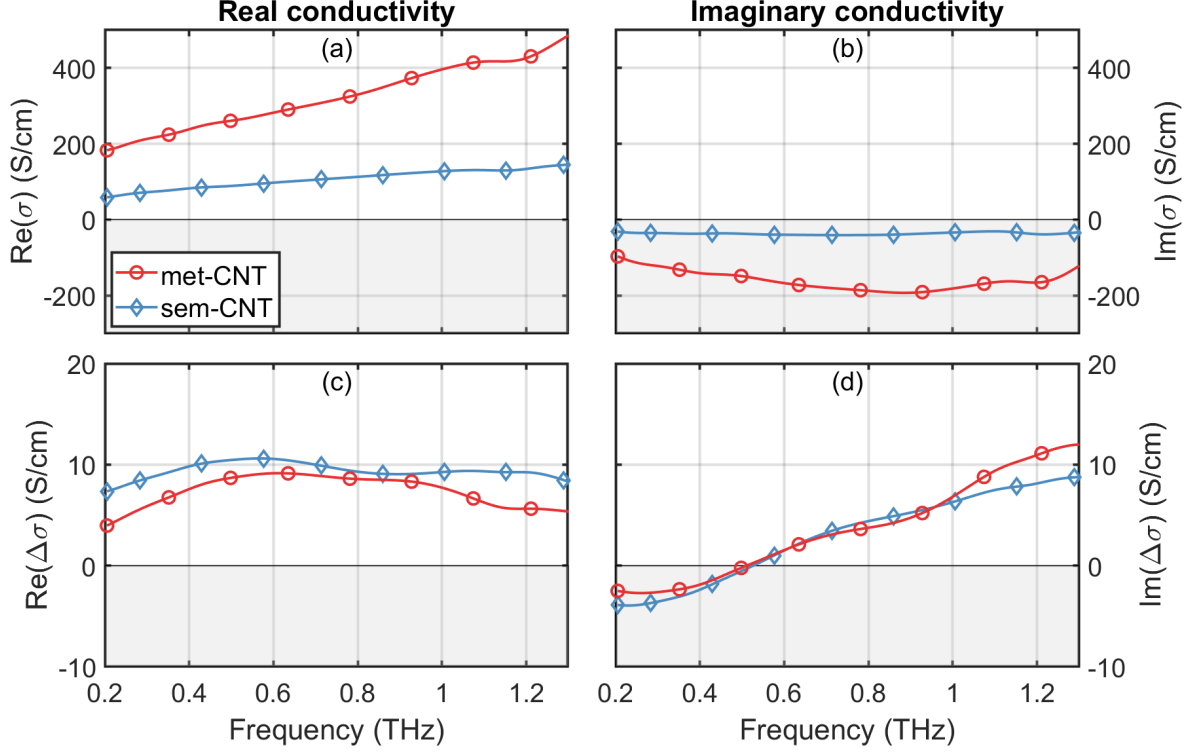 Real conductivity
Imaginary conductivity
(a)
(b)
400
200
0
-200
Re(σ) (S/cm)
400
200
0
-200
Im(σ) (S/cm)
met-CNT
sem-CNT
(c)
(d)
20
10
0
-10
Re(Δσ) (S/cm)
20
10
0
-10
Im(Δσ) (S/cm)
0.2 0.4 0.6 0.8 1 1.2
0.2 0.4 0.6 0.8 1 1.2
Frequency (THz)
Frequency (THz)